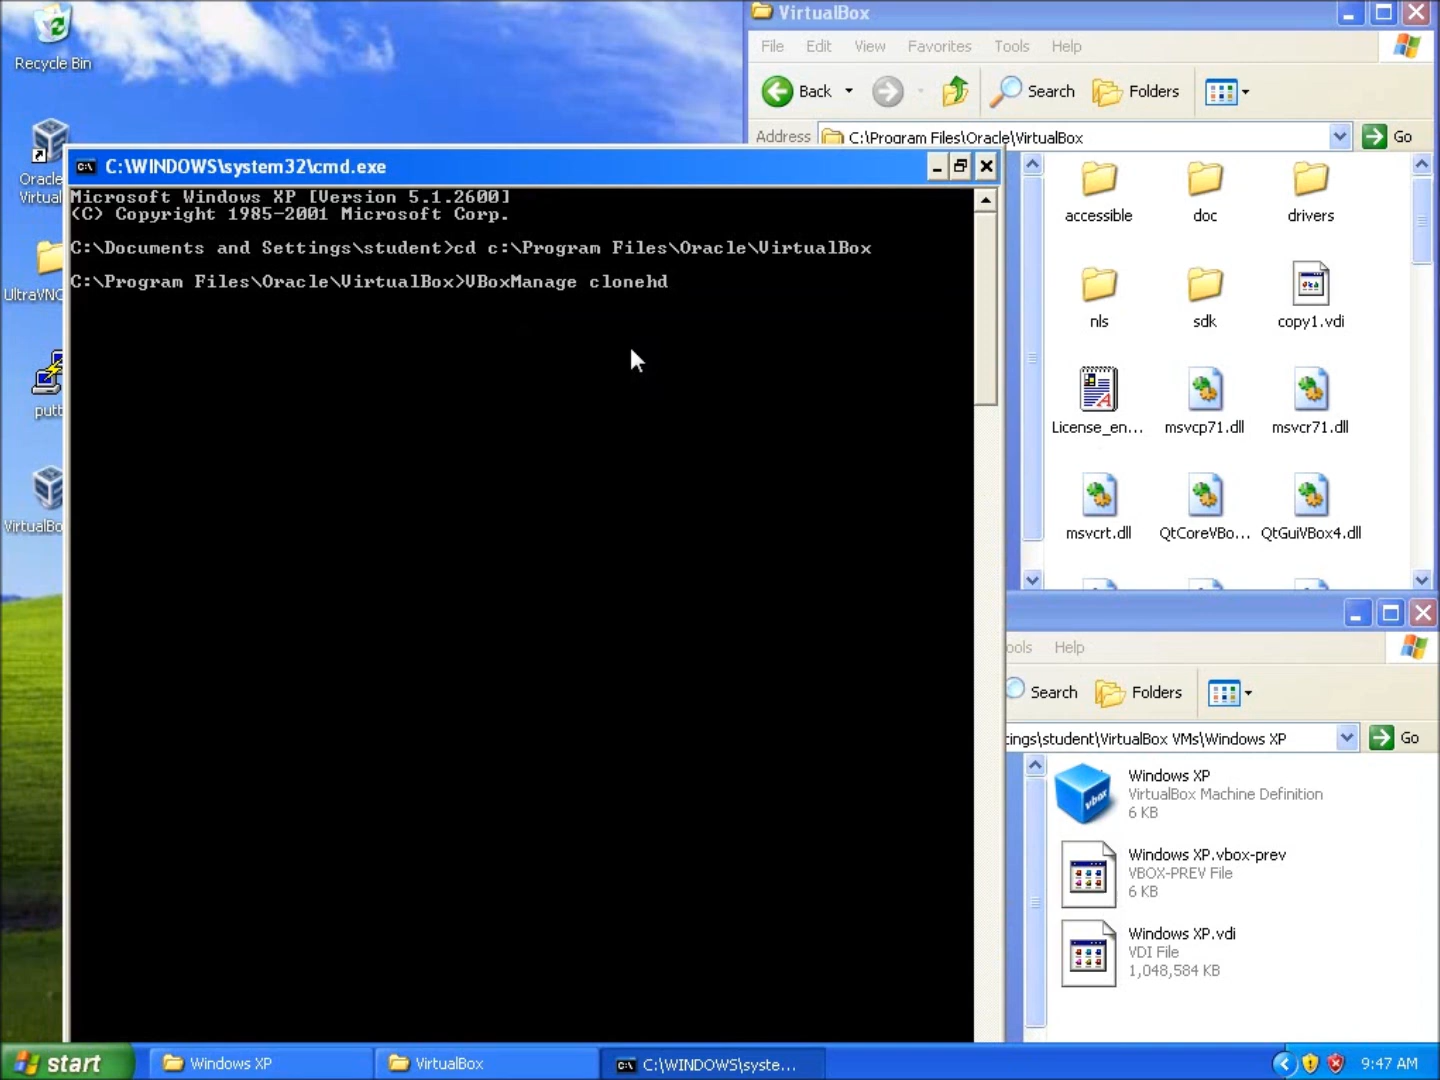 Recycle Bin
Oracle
Virtual
UltraVNC
putt
VirtualBo
VirtualBox
File Edit View Favorites Tools Help
Back Search Folders
Address C:\Program Files\Oracle\VirtualBox Go
accessible doc drivers
nls sdk copy1.vdi
License_en... msvcp71.dll msvcr71.dll
msvcrt.dll QtCoreVBo... QtGuiVBox4.dll
C:\WINDOWS\system32\cmd.exe
Microsoft Windows XP [Version 5.1.2600]
(C) Copyright 1985-2001 Microsoft Corp.
C:\Documents and Settings\student>cd c:\Program Files\Oracle\VirtualBox
C:\Program Files\Oracle\VirtualBox>VBoxManage clonehd
ools Help
Search Folders
ings\student\VirtualBox VMs\Windows XP Go
vbox
Windows XP
VirtualBox Machine Definition
6 KB
Windows XP.vbox-prev
VBOX-PREV File
6 KB
Windows XP.vdi
VDI File
1,048,584 KB
start Windows XP VirtualBox C:\WINDOWS\syste... 9:47 AM